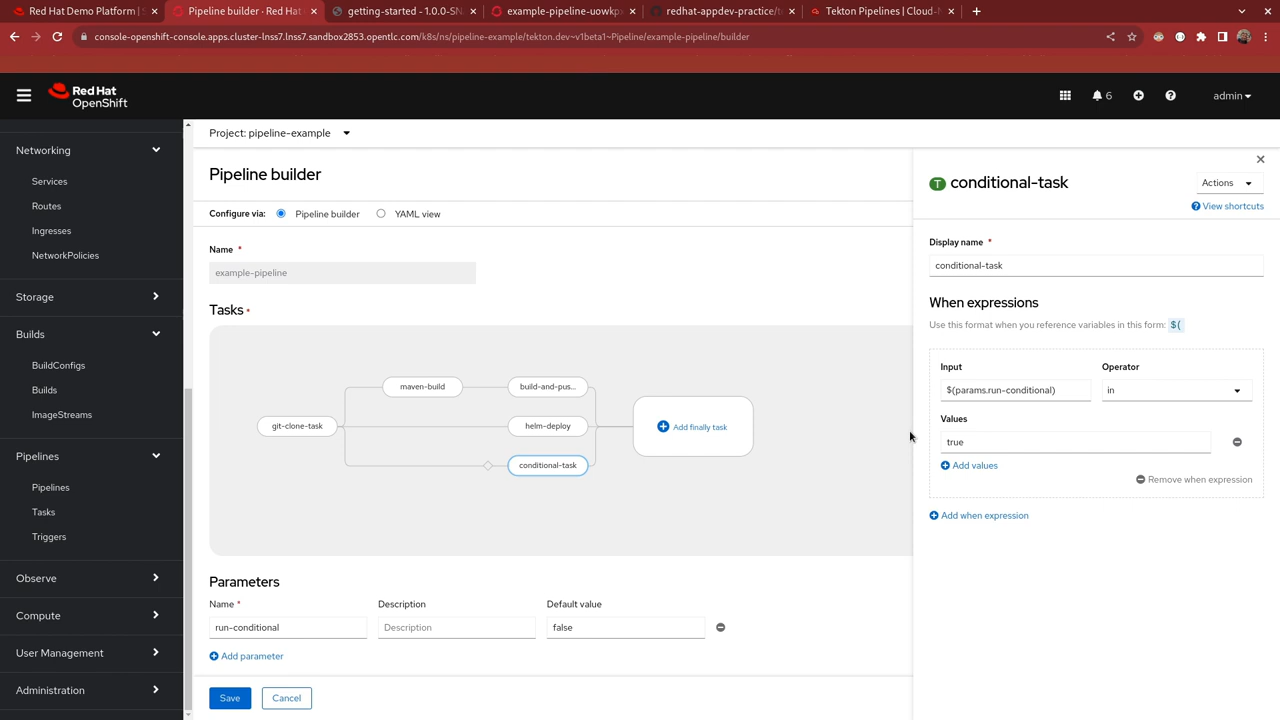 Red Hat Demo Platform | S
Pipeline builder · Red Hat
getting-started - 1.0.0-SN
example-pipeline-uowkp
redhat-appdev-practice/te
Tekton Pipelines | Cloud-N
console-openshift-console.apps.cluster-lnss7.lnss7.sandbox2853.opentlc.com/k8s/ns/pipeline-example/tekton.dev~v1beta1~Pipeline/example-pipeline/builder
Red Hat
OpenShift
6
admin
Networking
Services
Routes
Ingresses
NetworkPolicies
Storage
Builds
BuildConfigs
Builds
ImageStreams
Pipelines
Pipelines
Tasks
Triggers
Observe
Compute
User Management
Administration
Project: pipeline-example
Pipeline builder
Configure via: Pipeline builder YAML view
Name *
example-pipeline
Tasks *
maven-build
build-and-pus...
git-clone-task
helm-deploy
Add finally task
conditional-task
Parameters
Name * Description Default value
run-conditional Description false
Add parameter
Save Cancel
T conditional-task
Actions
View shortcuts
Display name *
conditional-task
When expressions
Use this format when you reference variables in this form: $(
Input Operator
$(params.run-conditional) in
Values
true
Add values
Remove when expression
Add when expression